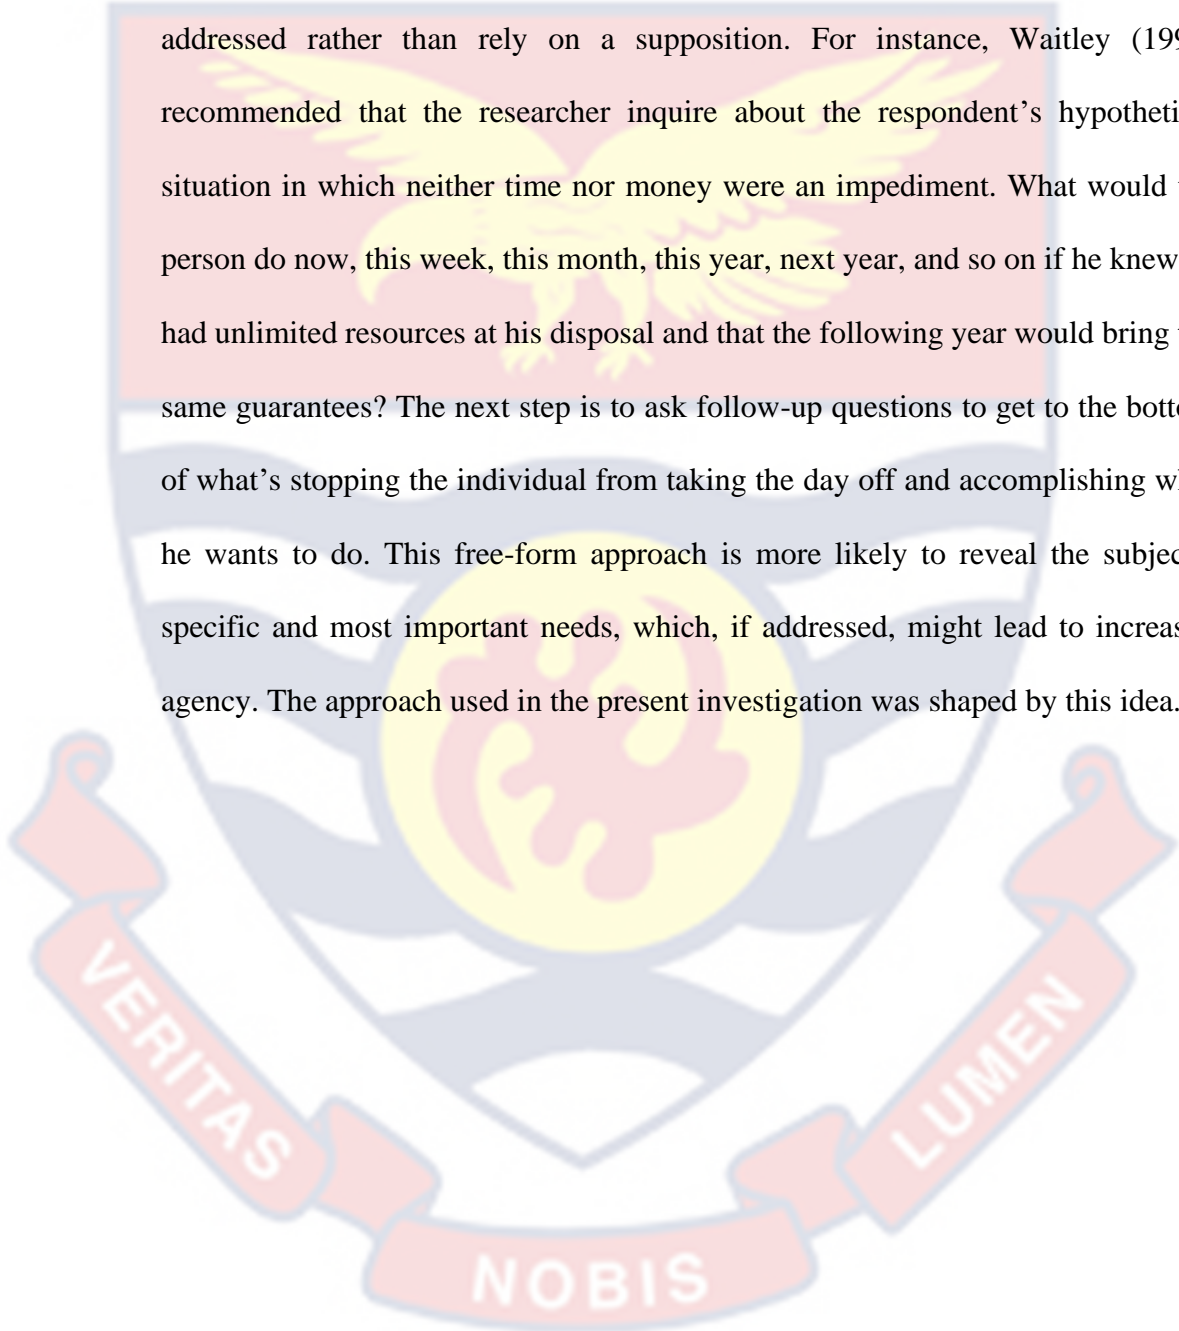 addressed rather than rely on a supposition. For instance, Waitley (199
recommended that the researcher inquire about the respondent’s hypotheti
situation in which neither time nor money were an impediment. What would
person do now, this week, this month, this year, next year, and so on if he knew
had unlimited resources at his disposal and that the following year would bring
same guarantees? The next step is to ask follow-up questions to get to the botto
of what’s stopping the individual from taking the day off and accomplishing wh
he wants to do. This free-form approach is more likely to reveal the subjec
specific and most important needs, which, if addressed, might lead to increas
agency. The approach used in the present investigation was shaped by this idea.
VERITAS
NOBIS
LUMEN